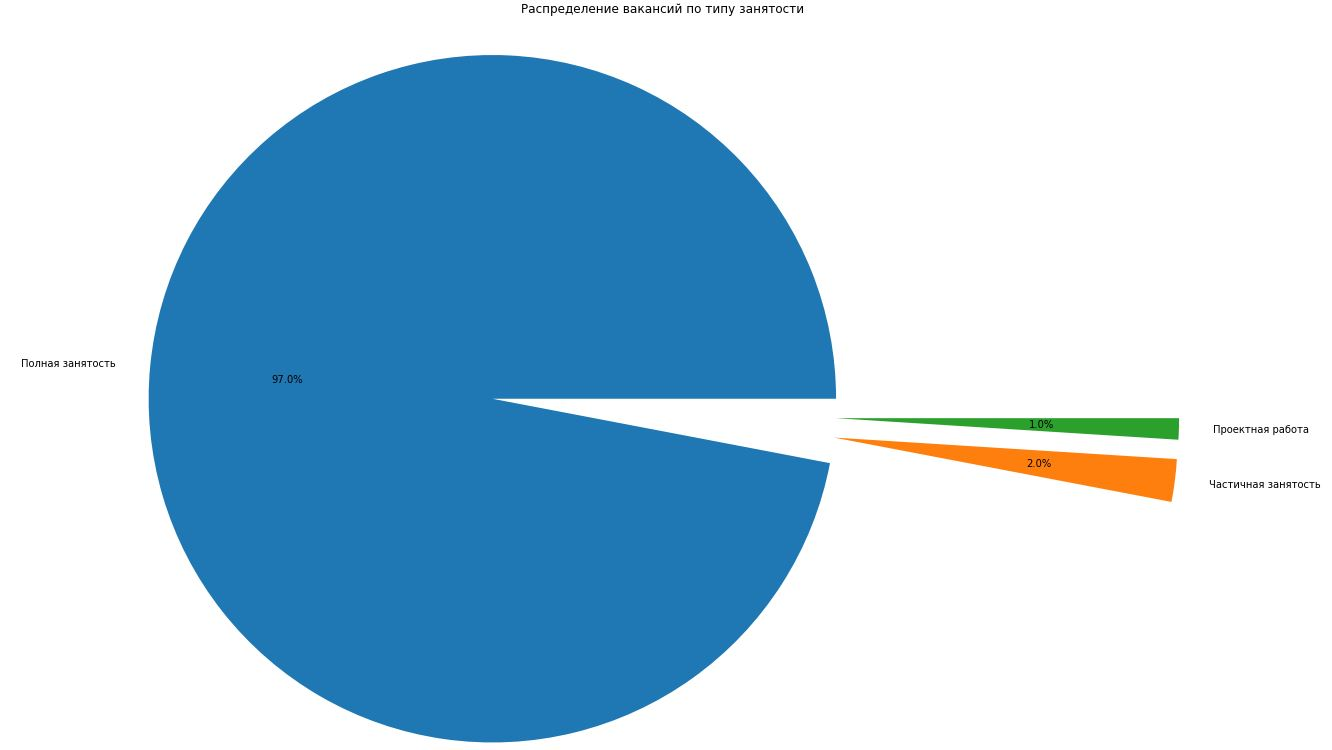 Распределение вакансий по типу занятости
Полная занятость
97.0%
1.0%
Проектная работа
2.0%
Частичная занятость